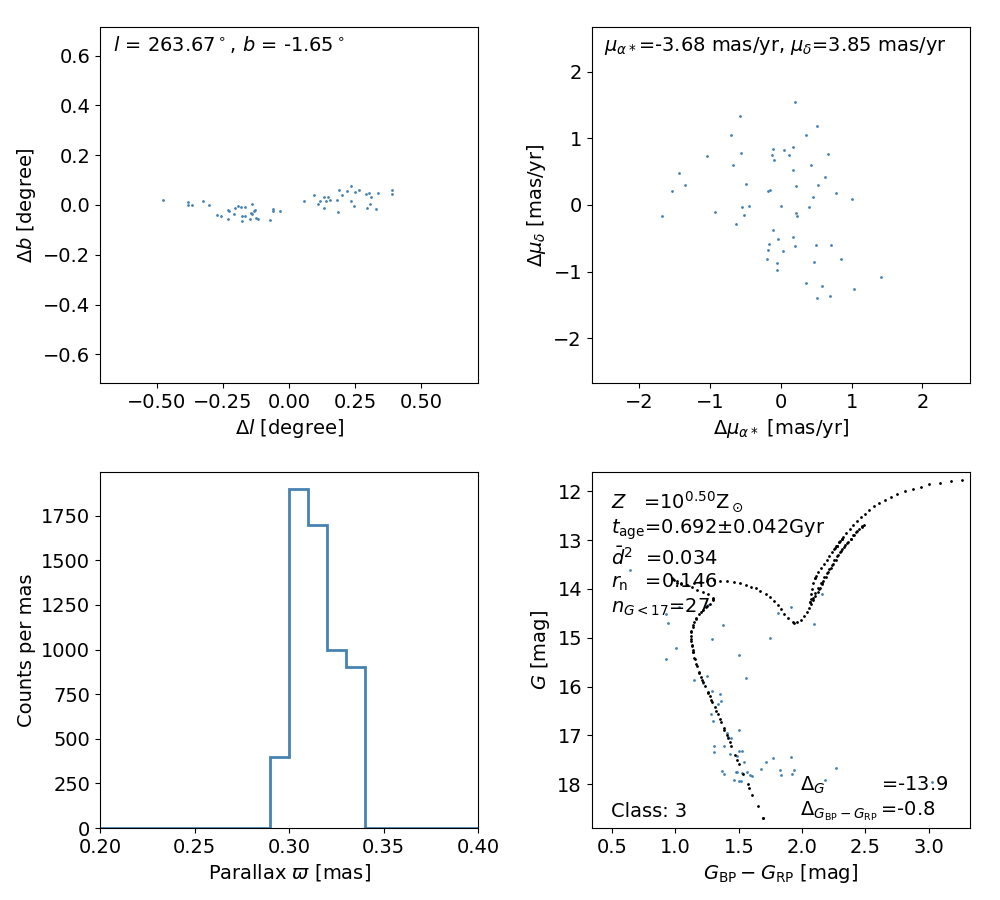 l = 263.67°, b = -1.65°
0.6
0.4
0.2
0.0
−0.2
−0.4
−0.6
Δb [degree]
−0.50 −0.25 0.00 0.25 0.50
Δl [degree]
μα*=-3.68 mas/yr, μδ=3.85 mas/yr
2
1
0
−1
−2
Δμδ [mas/yr]
−2 −1 0 1 2
Δμα* [mas/yr]
1750
1500
1250
1000
750
500
250
0
Counts per mas
0.20 0.25 0.30 0.35 0.40
Parallax ϖ [mas]
Z =10^0.50 Z⊙
t_age=0.692±0.042Gyr
d̄² =0.034
r_n =0.146
n_G<17=27
12
13
14
15
16
17
18
G [mag]
Δ_G =-13.9
Δ_G_BP−G_RP =-0.8
Class: 3
0.5 1.0 1.5 2.0 2.5 3.0
G_BP − G_RP [mag]